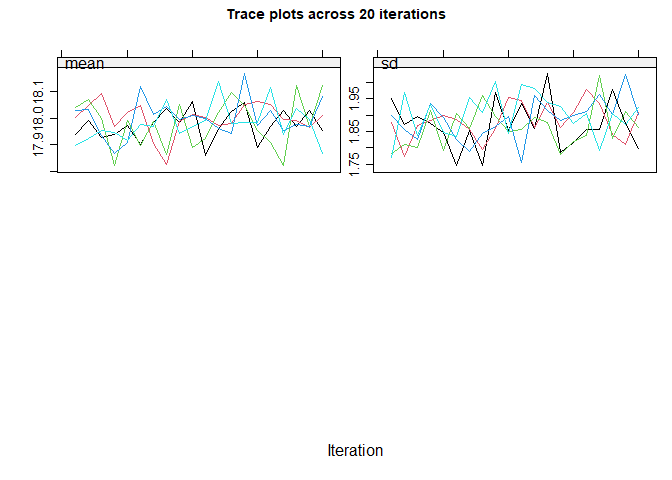 Trace plots across 20 iterations
mean
sd
17.9 18.0 18.1
1.75 1.85 1.95
Iteration